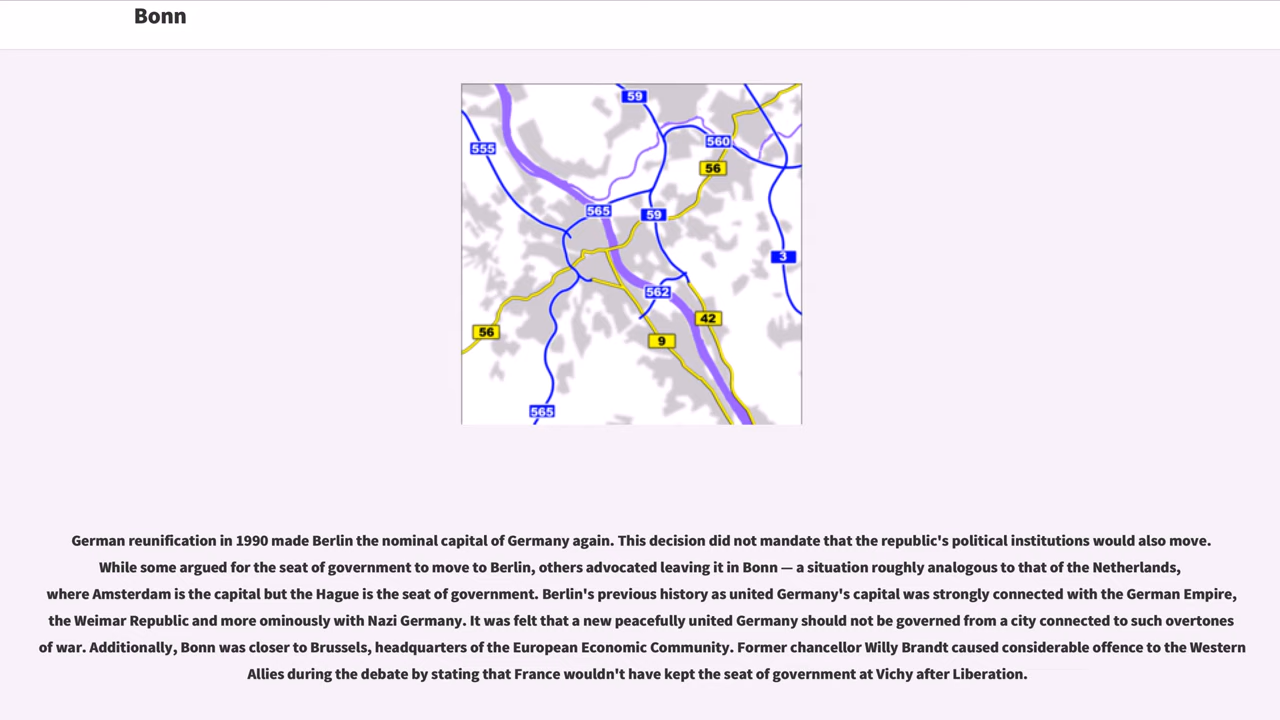 Bonn
59
555
560
56
565
59
3
562
42
56
9
565
German reunification in 1990 made Berlin the nominal capital of Germany again. This decision did not mandate that the republic's political institutions would also move.
While some argued for the seat of government to move to Berlin, others advocated leaving it in Bonn — a situation roughly analogous to that of the Netherlands,
where Amsterdam is the capital but the Hague is the seat of government. Berlin's previous history as united Germany's capital was strongly connected with the German Empire,
the Weimar Republic and more ominously with Nazi Germany. It was felt that a new peacefully united Germany should not be governed from a city connected to such overtones
of war. Additionally, Bonn was closer to Brussels, headquarters of the European Economic Community. Former chancellor Willy Brandt caused considerable offence to the Western
Allies during the debate by stating that France wouldn't have kept the seat of government at Vichy after Liberation.